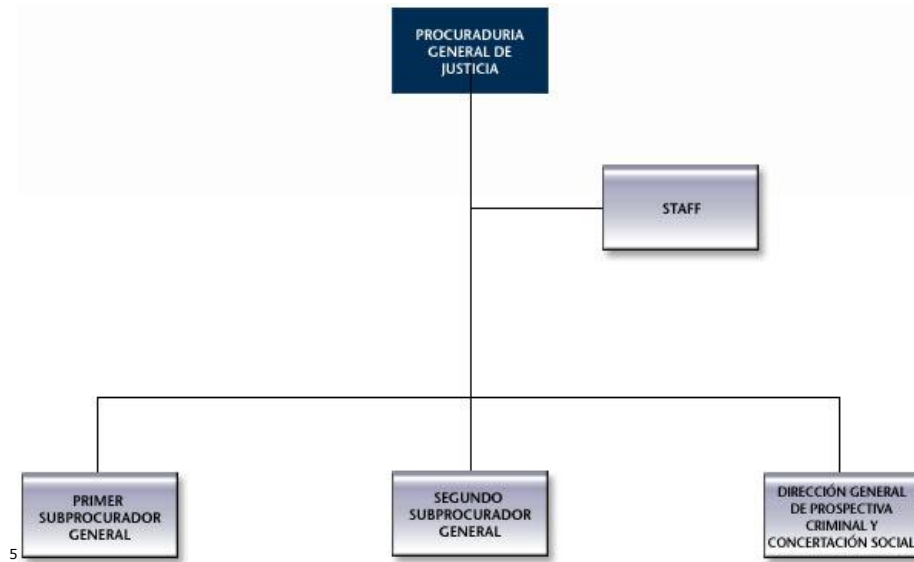 PROCURADURIA
GENERAL DE
JUSTICIA
STAFF
PRIMER
SUBPROCURADOR
GENERAL
SEGUNDO
SUBPROCURADOR
GENERAL
DIRECCIÓN GENERAL
DE PROSPECTIVA
CRIMINAL Y
CONCERTACIÓN SOCIAL
5